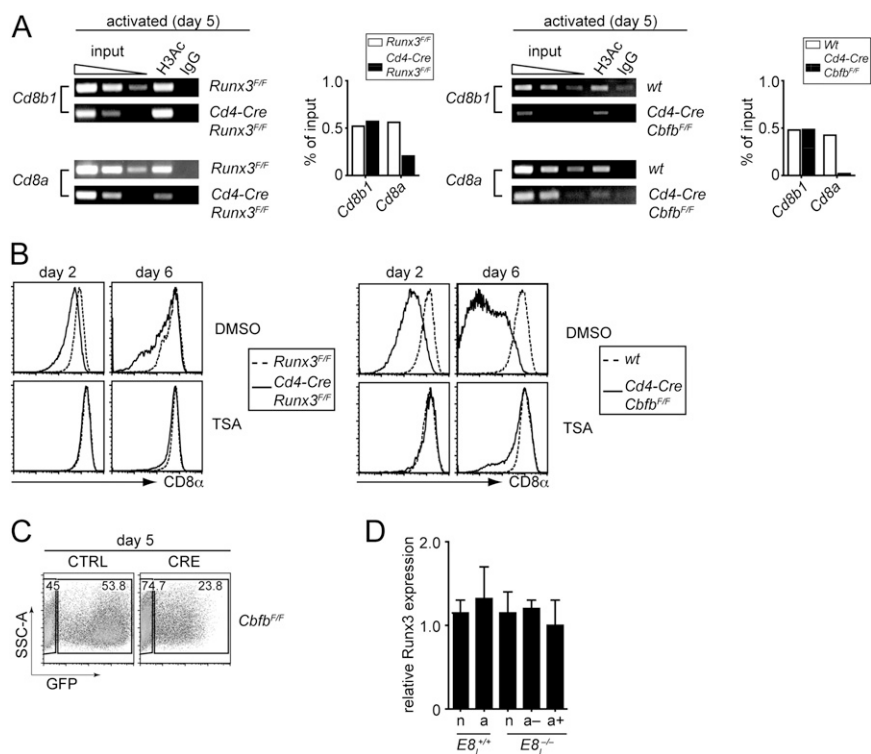 A
activated (day 5)
input
H3Ac
IgG
Cd8b1
Runx3F/F
Cd4-Cre
Runx3F/F
Cd8a
Runx3F/F
Cd4-Cre
Runx3F/F
Runx3F/F
Cd4-Cre
Runx3F/F
% of input
1.0
0.5
0
Cd8b1
Cd8a
activated (day 5)
input
H3Ac
IgG
Cd8b1
wt
Cd4-Cre
CbfbF/F
Cd8a
wt
Cd4-Cre
CbfbF/F
Wt
Cd4-Cre
CbfbF/F
% of input
1.0
0.5
0
Cd8b1
Cd8a
B
day 2
day 6
DMSO
TSA
CD8α
Runx3F/F
Cd4-Cre
Runx3F/F
day 2
day 6
DMSO
TSA
CD8α
wt
Cd4-Cre
CbfbF/F
C
day 5
CTRL
CRE
45
53.8
74.7
23.8
CbfbF/F
SSC-A
GFP
D
relative Runx3 expression
2.0
1.0
0
n a n a– a+
E8I+/+
E8I–/–